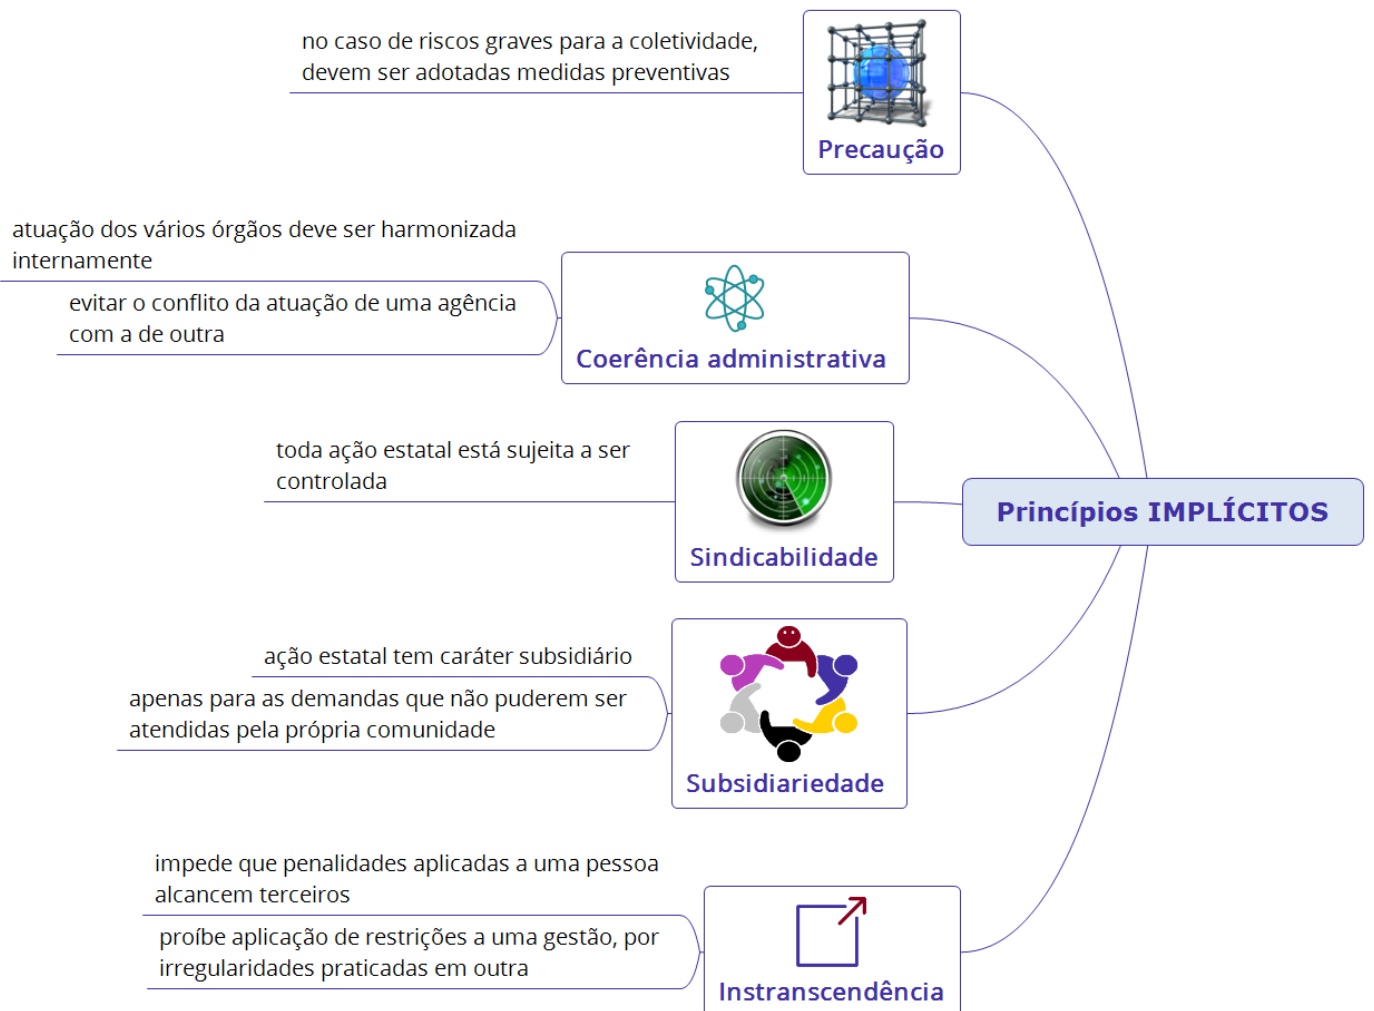 no caso de riscos graves para a coletividade,
devem ser adotadas medidas preventivas
Precaução
atuação dos vários órgãos deve ser harmonizada
internamente
evitar o conflito da atuação de uma agência
com a de outra
Coerência administrativa
toda ação estatal está sujeita a ser
controlada
Sindicabilidade
Princípios IMPLÍCITOS
ação estatal tem caráter subsidiário
apenas para as demandas que não puderem ser
atendidas pela própria comunidade
Subsidiariedade
impede que penalidades aplicadas a uma pessoa
alcancem terceiros
proíbe aplicação de restrições a uma gestão, por
irregularidades praticadas em outra
Instranscendência